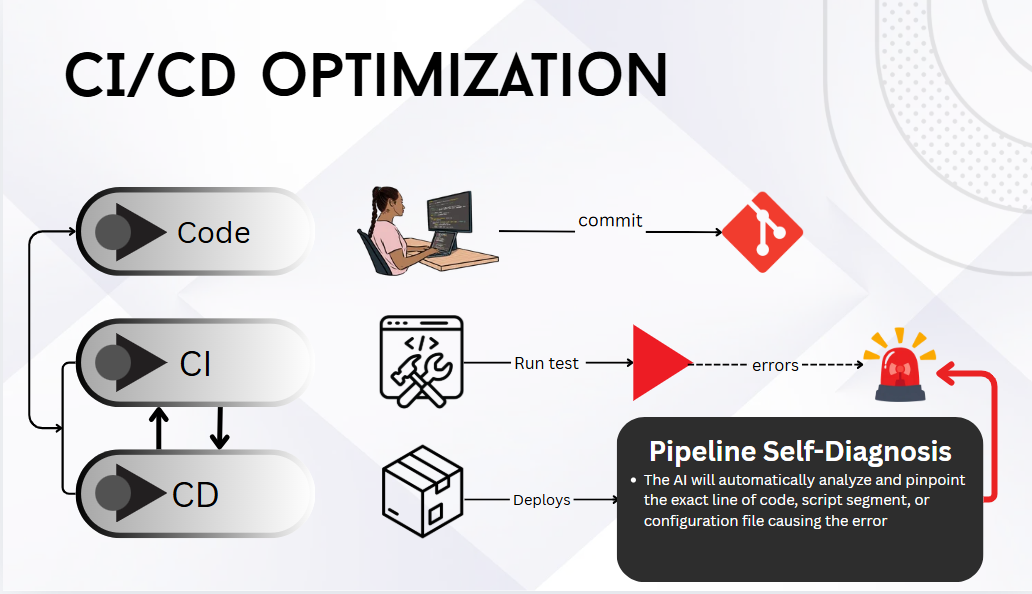 CI/CD OPTIMIZATION
Code
commit
CI
</>
Run test
errors
CD
Deploys
Pipeline Self-Diagnosis
• The AI will automatically analyze and pinpoint
the exact line of code, script segment, or
configuration file causing the error